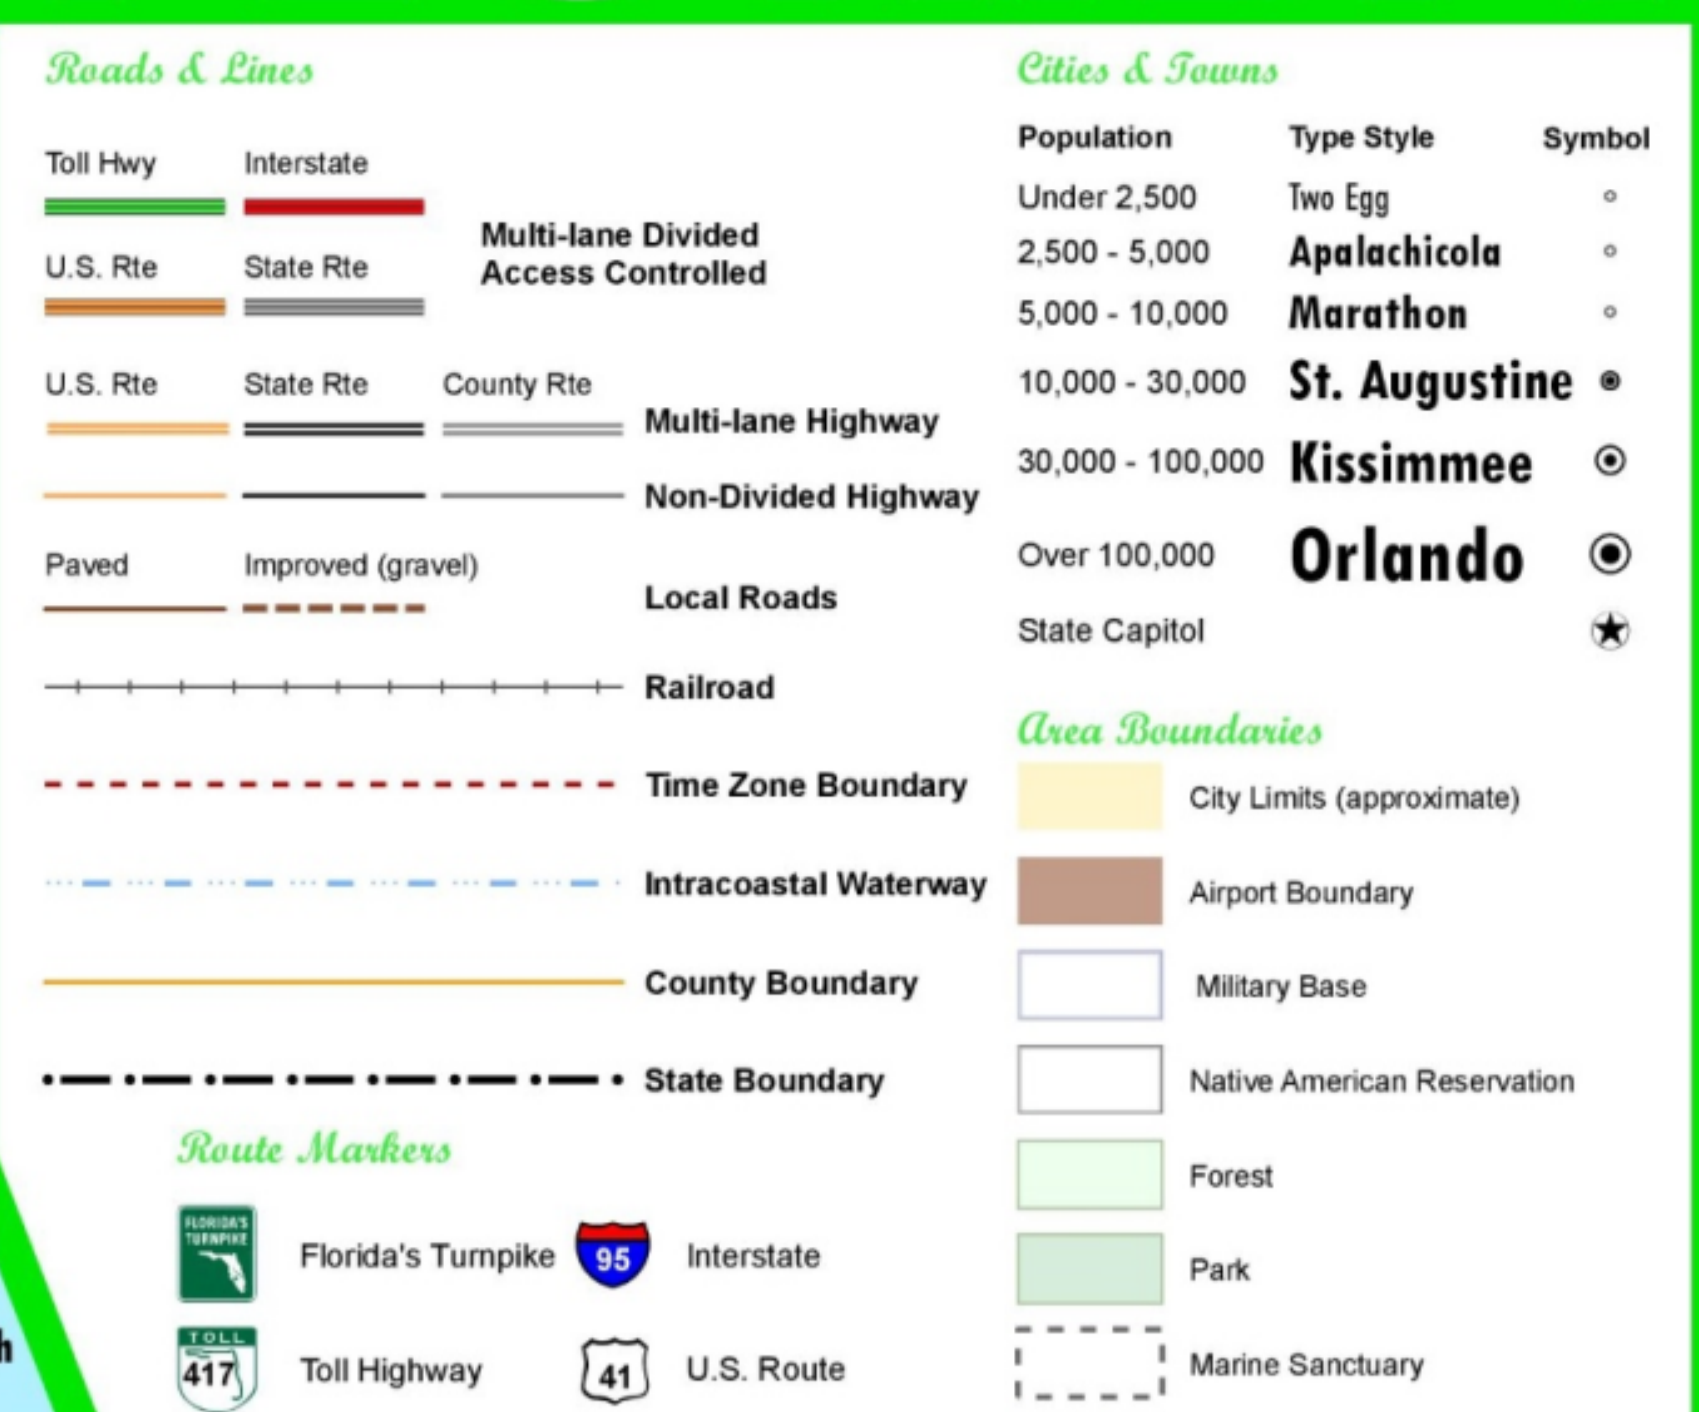 Roads & Lines
Toll Hwy Interstate
Multi-lane Divided
Access Controlled
U.S. Rte State Rte
U.S. Rte State Rte County Rte
Multi-lane Highway
Non-Divided Highway
Paved Improved (gravel)
Local Roads
Railroad
Time Zone Boundary
Intracoastal Waterway
County Boundary
State Boundary
Route Markers
FLORIDA'S
TURNPIKE
Florida's Turnpike
95
Interstate
TOLL
417
Toll Highway
41
U.S. Route
Cities & Towns
Population Type Style Symbol
Under 2,500 Two Egg
2,500 - 5,000 Apalachicola
5,000 - 10,000 Marathon
10,000 - 30,000 St. Augustine
30,000 - 100,000 Kissimmee
Over 100,000 Orlando
State Capitol
Area Boundaries
City Limits (approximate)
Airport Boundary
Military Base
Native American Reservation
Forest
Park
Marine Sanctuary